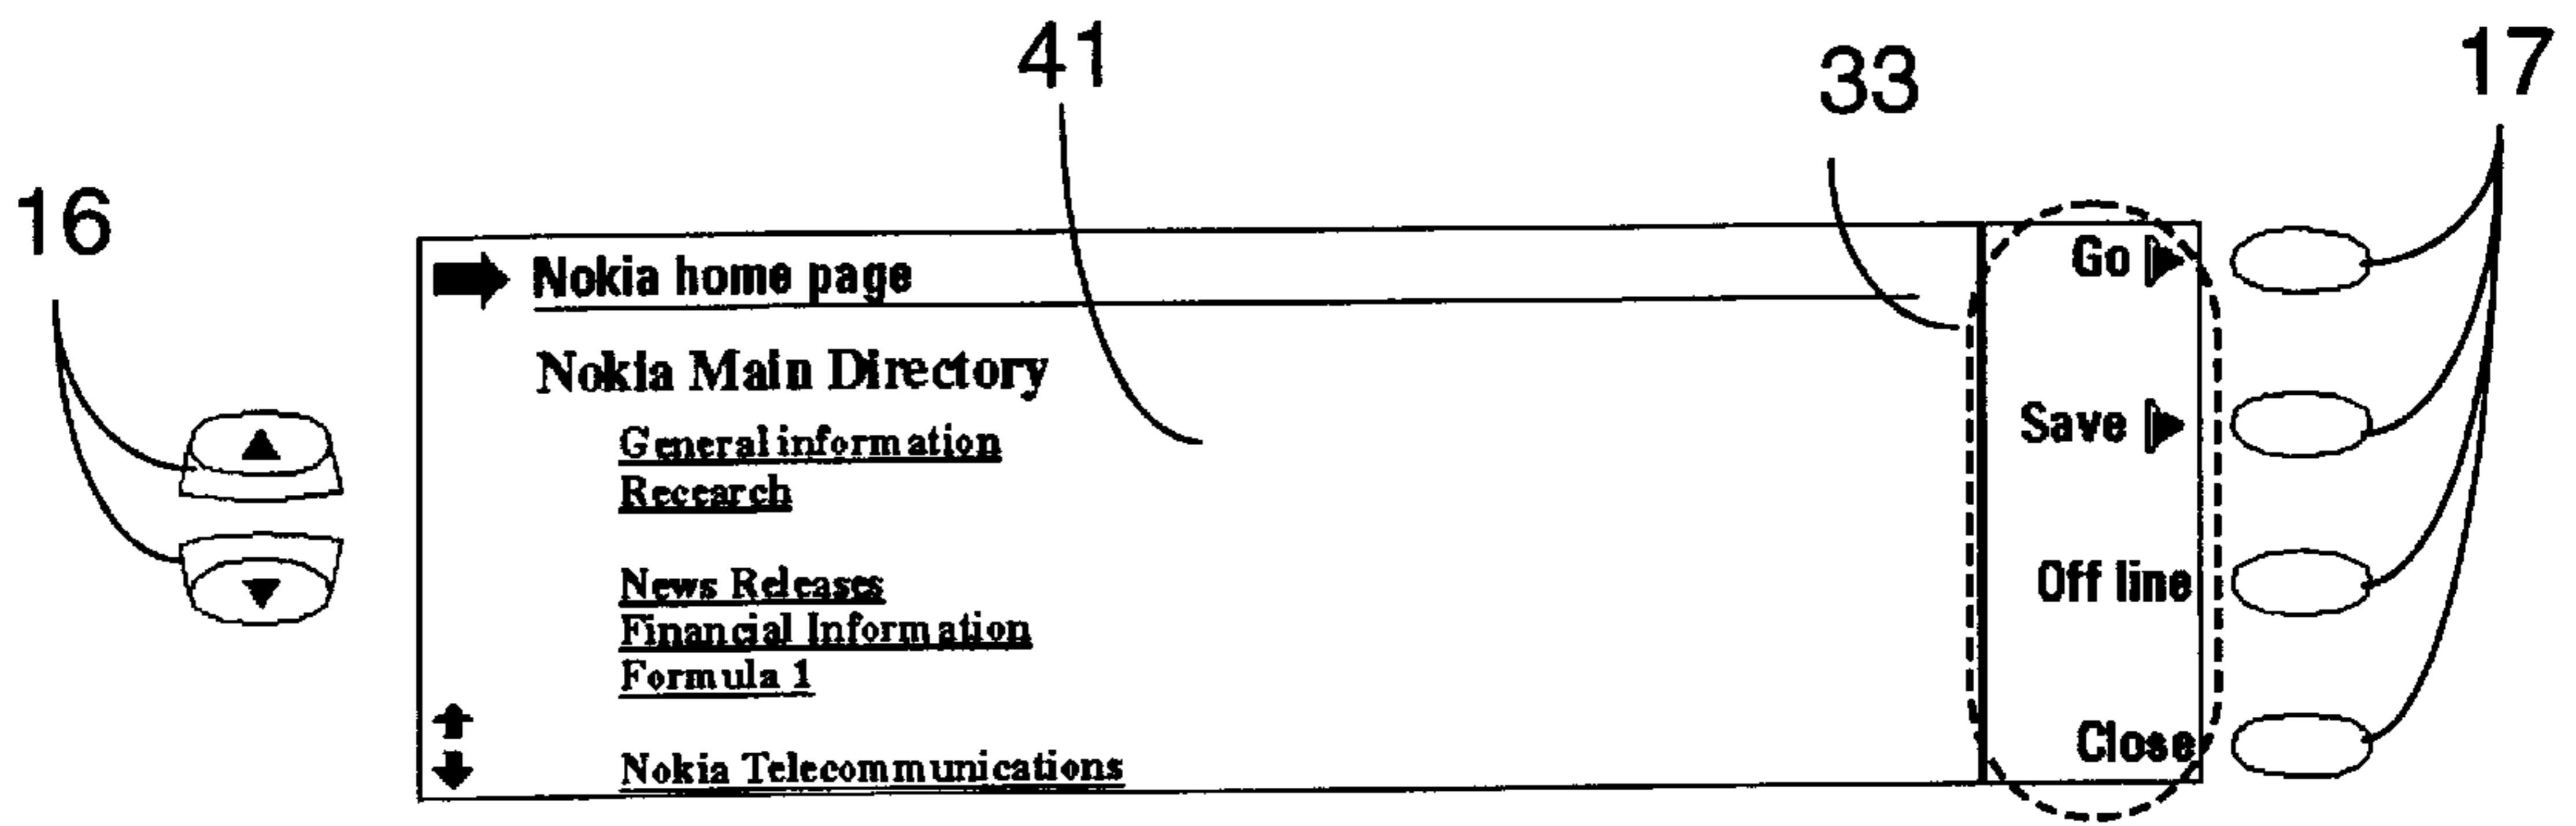 41
33
17
16
Nokia home page
Nokia Main Directory
General information
Recearch
News Releases
Financial Information
Formula 1
Nokia Telecommunications
Go
Save
Off line
Close